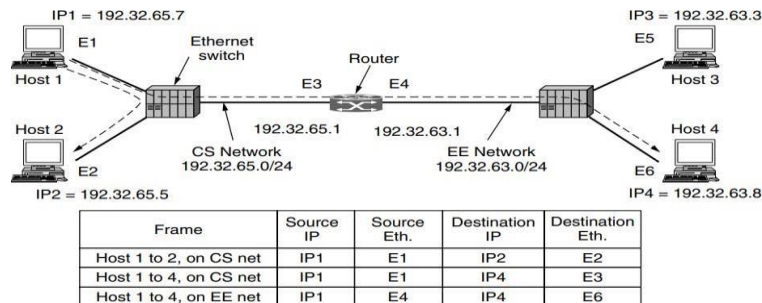 IP1 = 192.32.65.7
IP3 = 192.32.63.3
E1
Ethernet
switch
Router
E5
Host 1
E3
E4
Host 3
Host 2
192.32.65.1
192.32.63.1
Host 4
CS Network
192.32.65.0/24
EE Network
192.32.63.0/24
E2
E6
IP2 = 192.32.65.5
IP4 = 192.32.63.8
Frame Source IP Source Eth. Destination IP Destination Eth.
Host 1 to 2, on CS net IP1 E1 IP2 E2
Host 1 to 4, on CS net IP1 E1 IP4 E3
Host 1 to 4, on EE net IP1 E4 IP4 E6